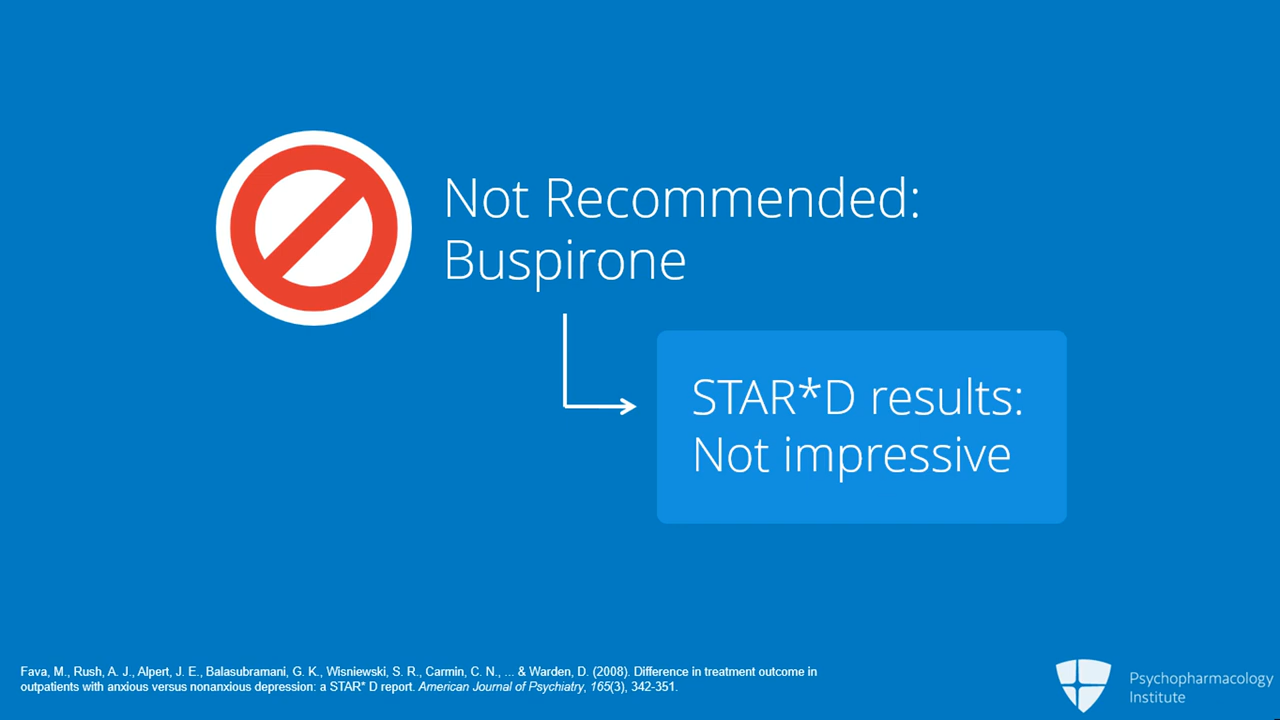 Not Recommended:
Buspirone
STAR*D results:
Not impressive
Fava, M., Rush, A. J., Alpert, J. E., Balasubramani, G. K., Wisniewski, S. R., Carmin, C. N., ... & Warden, D. (2008). Difference in treatment outcome in
outpatients with anxious versus nonanxious depression: a STAR* D report. American Journal of Psychiatry, 165(3), 342-351.
Psychopharmacology
Institute